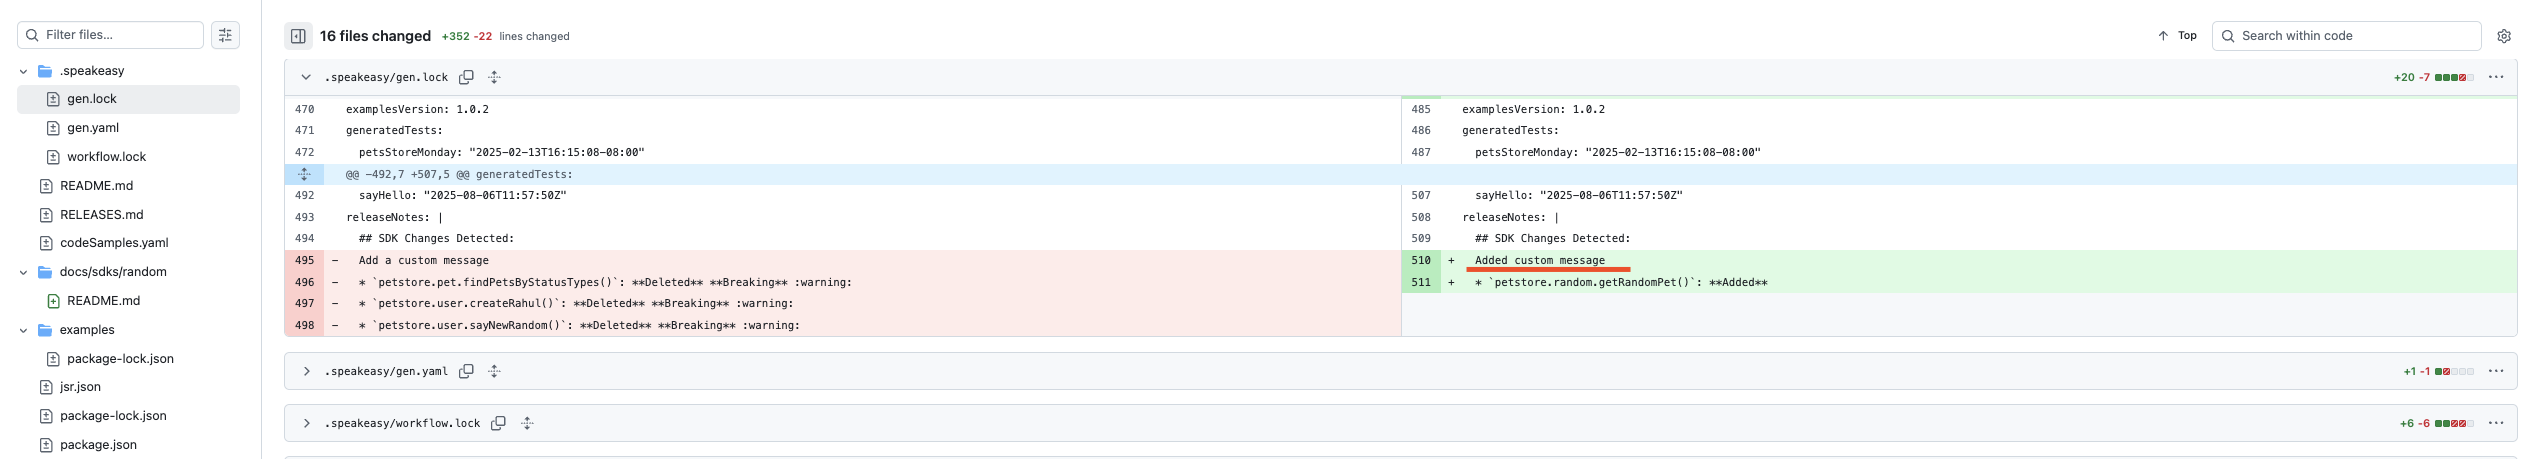 Filter files...
.speakeasy
gen.lock
gen.yaml
workflow.lock
README.md
RELEASES.md
codeSamples.yaml
docs/sdks/random
README.md
examples
package-lock.json
jsr.json
package-lock.json
package.json
16 files changed +352 -22 lines changed
Top
Search within code
.speakeasy/gen.lock
+20 -7
470 examplesVersion: 1.0.2
471 generatedTests:
472 petsStoreMonday: "2025-02-13T16:15:08-08:00"
@@ -492,7 +507,5 @@ generatedTests:
492 sayHello: "2025-08-06T11:57:50Z"
493 releaseNotes: |
494 ## SDK Changes Detected:
495 - Add a custom message
496 - * `petstore.pet.findPetsByStatusTypes()`: **Deleted** **Breaking** :warning:
497 - * `petstore.user.createRahul()`: **Deleted** **Breaking** :warning:
498 - * `petstore.user.sayNewRandom()`: **Deleted** **Breaking** :warning:
485 examplesVersion: 1.0.2
486 generatedTests:
487 petsStoreMonday: "2025-02-13T16:15:08-08:00"
507 sayHello: "2025-08-06T11:57:50Z"
508 releaseNotes: |
509 ## SDK Changes Detected:
510 + Added custom message
511 + * `petstore.random.getRandomPet()`: **Added**
.speakeasy/gen.yaml
+1 -1
.speakeasy/workflow.lock
+6 -6